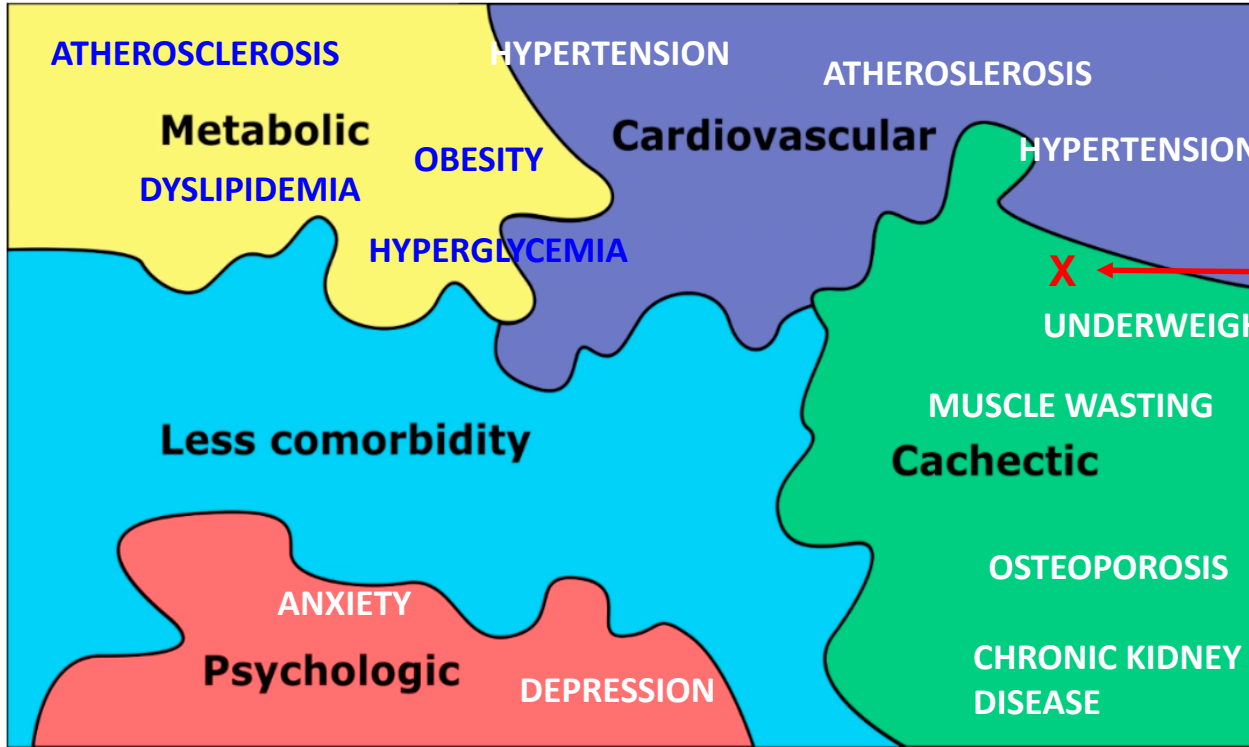 ATHEROSCLEROSIS
HYPERTENSION
ATHEROSLEROSIS
Metabolic
Cardiovascular
OBESITY
HYPERTENSION
DYSLIPIDEMIA
HYPERGLYCEMIA
X
UNDERWEIGH
MUSCLE WASTING
Less comorbidity
Cachectic
OSTEOPOROSIS
ANXIETY
Psychologic
DEPRESSION
CHRONIC KIDNEY
DISEASE